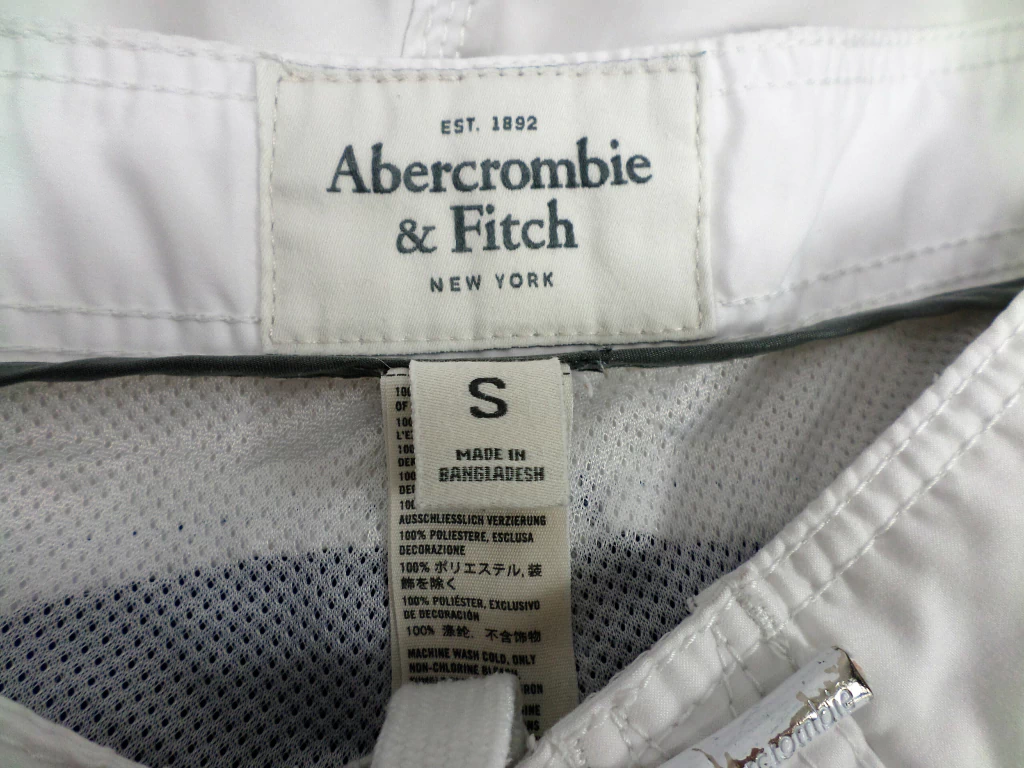 EST. 1892
Abercrombie
& Fitch
NEW YORK
S
MADE IN
BANGLADESH
AUSSCHLIESSLICH VERZIERUNG
100% POLIESTERE, ESCLUSA
DECORAZIONE
100% ポリエステル, 装
飾を除く
100% POLIÉSTER, EXCLUSIVO
DE DECORACIÓN
100% 涤纶, 不含饰物
MACHINE WASH COLD, ONLY
NON-CHLORINE BLEACH